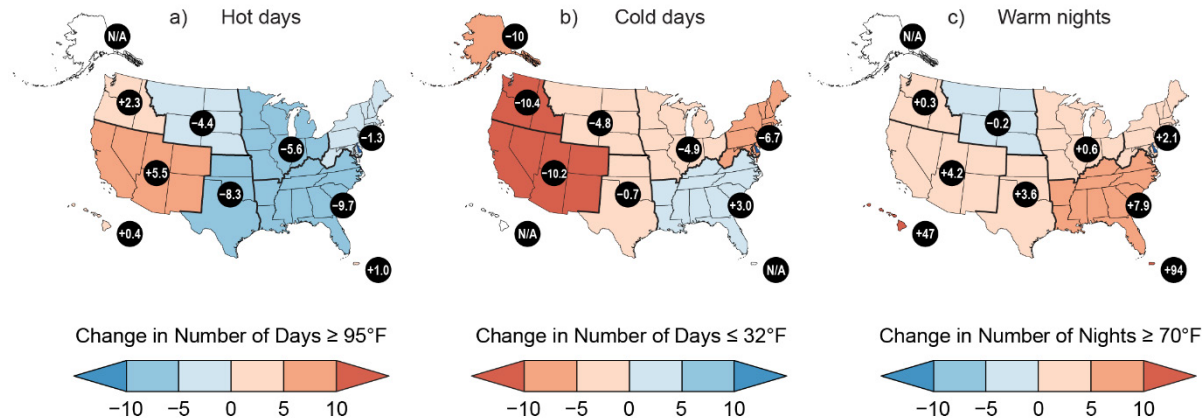 a) Hot days
N/A
+2.3
−4.4
−5.6
−1.3
+5.5
−8.3
−9.7
+0.4
+1.0
Change in Number of Days ≥ 95°F
−10 −5 0 5 10
b) Cold days
−10
−10.4
−4.8
−4.9
−6.7
−10.2
−0.7
+3.0
N/A
N/A
Change in Number of Days ≤ 32°F
−10 −5 0 5 10
c) Warm nights
N/A
+0.3
−0.2
+0.6
+2.1
+4.2
+3.6
+7.9
+47
+94
Change in Number of Nights ≥ 70°F
−10 −5 0 5 10